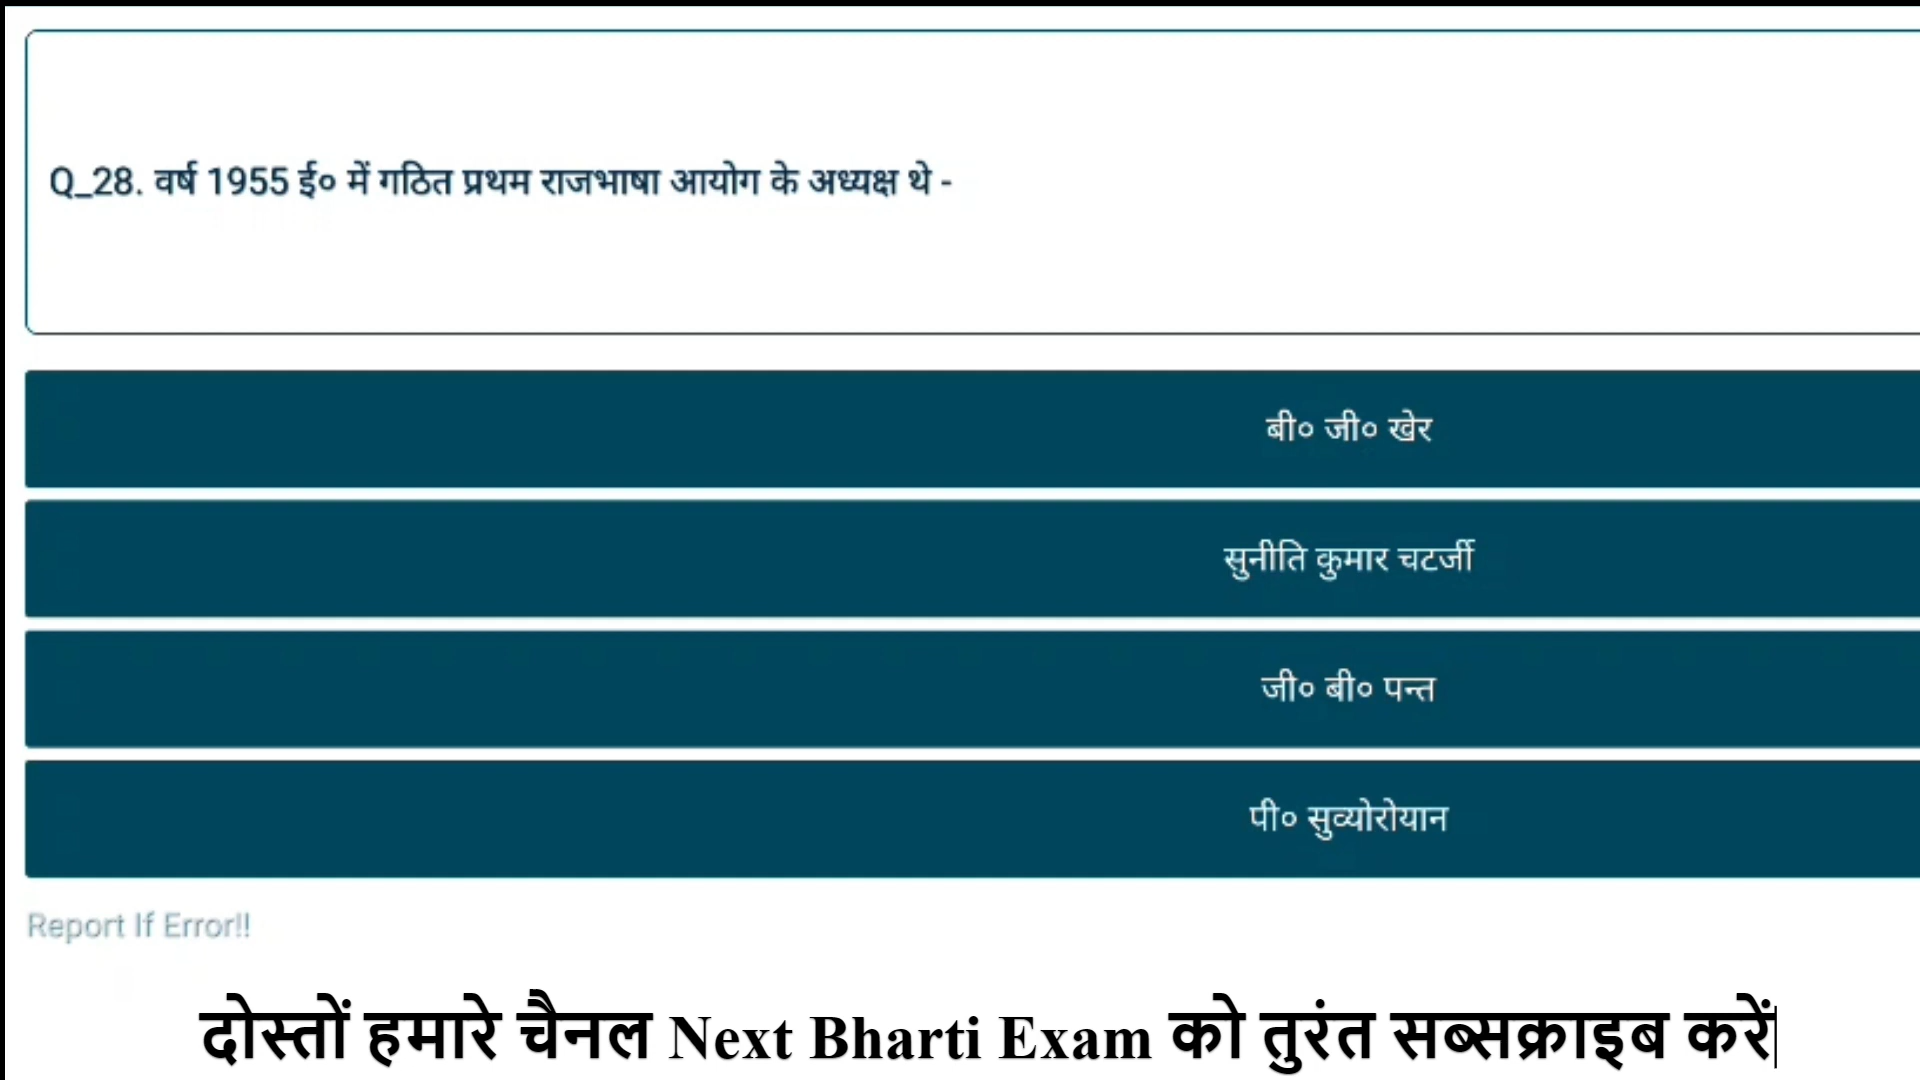 Q_28. वर्ष 1955 ई० में गठित प्रथम राजभाषा आयोग के अध्यक्ष थे -
बी० जी० खेर
सुनीति कुमार चटर्जी
जी० बी० पन्त
पी० सुव्योरोयान
Report If Error!!
दोस्तों हमारे चैनल Next Bharti Exam को तुरंत सब्सक्राइब करें